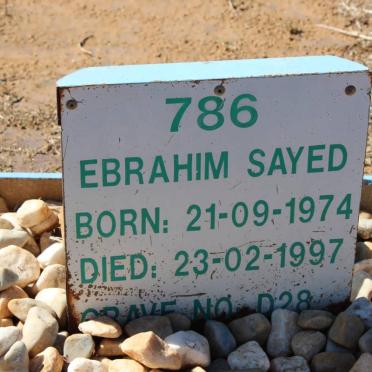 786
EBRAHIM SAYED
BORN: 21-09-1974
DIED: 23-02-1997
GRAVE NO. D28